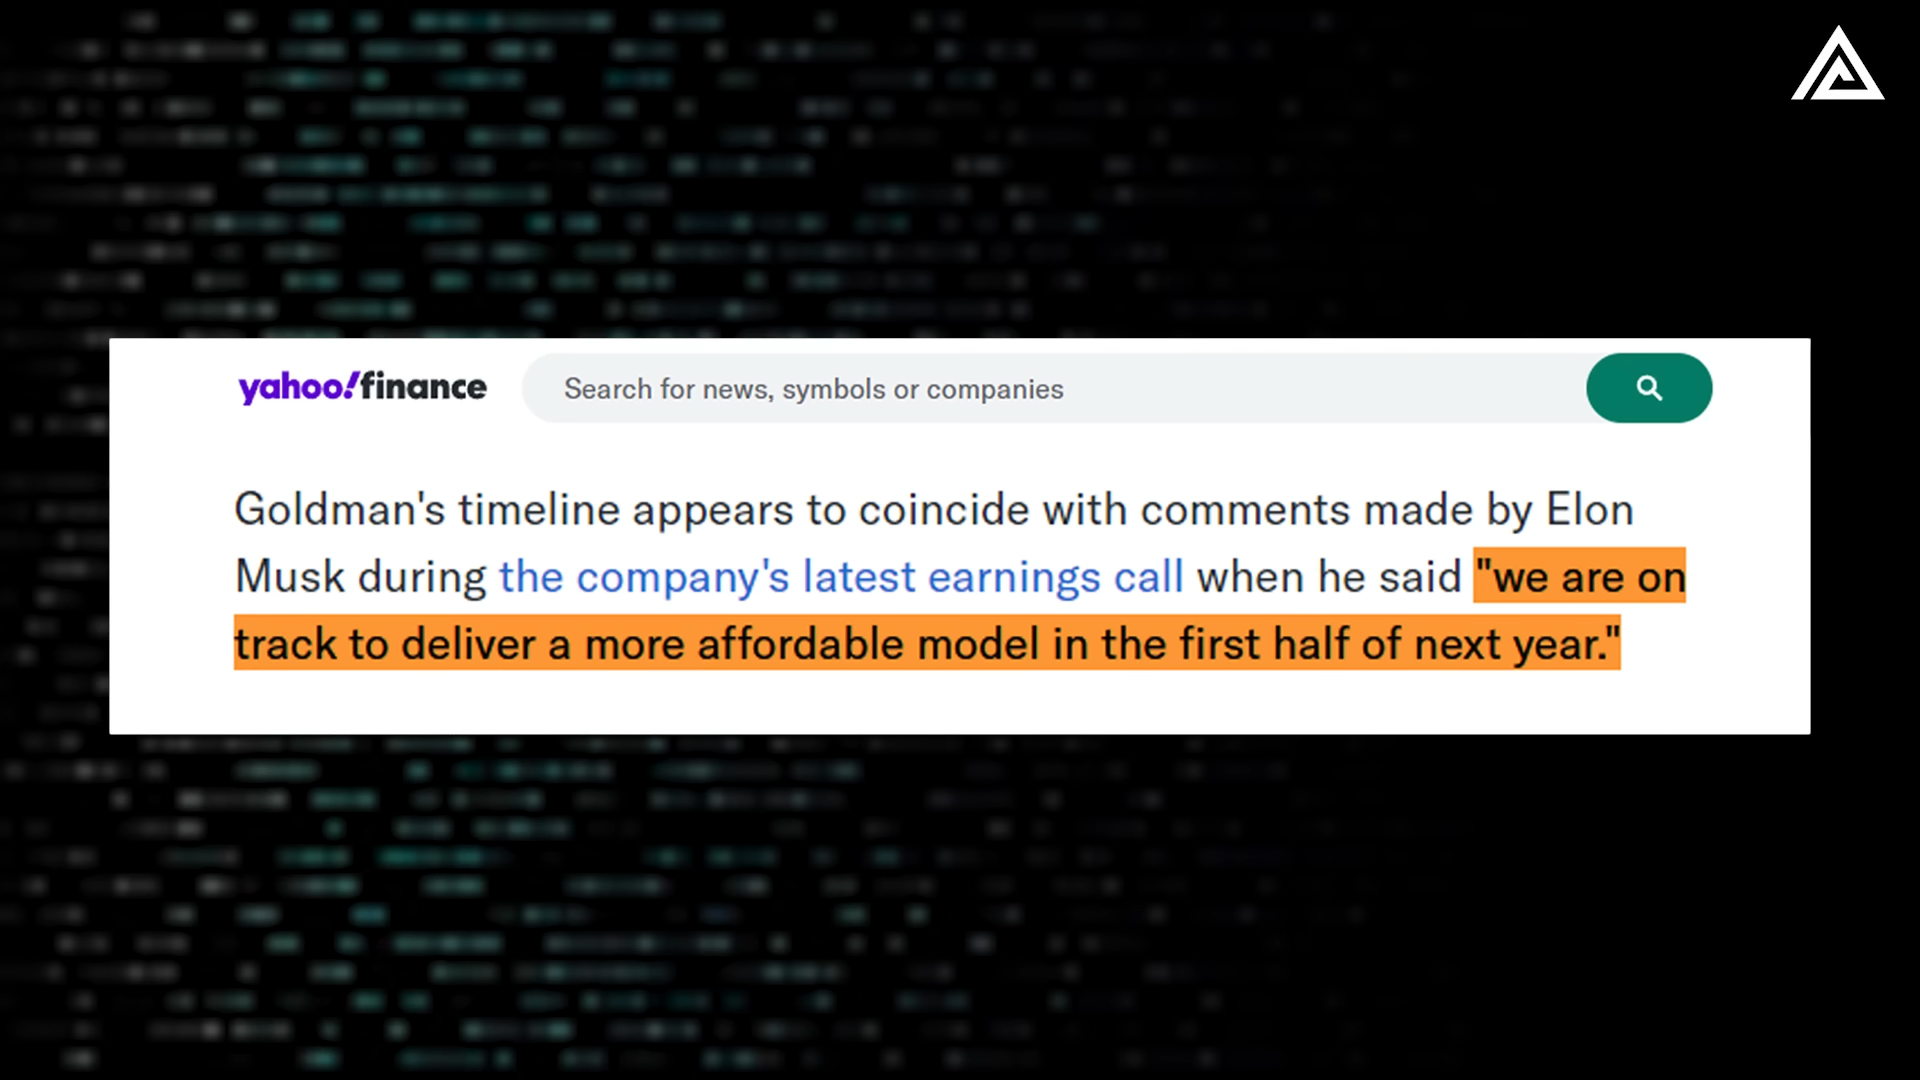 yahoo!finance
Search for news, symbols or companies
Goldman's timeline appears to coincide with comments made by Elon
Musk during the company's latest earnings call when he said "we are on
track to deliver a more affordable model in the first half of next year."